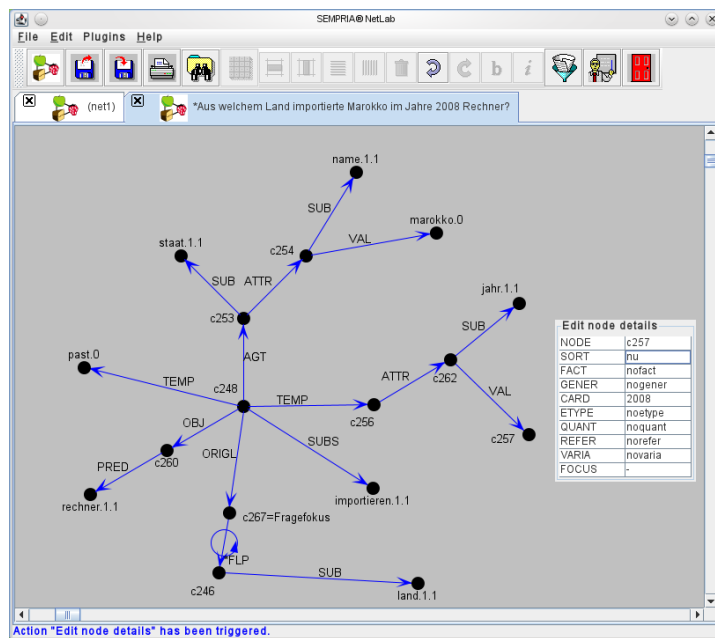 SEMPRIA® NetLab
File Edit Plugins Help
(net1)
*Aus welchem Land importierte Marokko im Jahre 2008 Rechner?
name.1.1
SUB
marokko.0
staat.1.1
c254
VAL
SUB ATTR
jahr.1.1
c253
SUB
past.0
AGT
ATTR
TEMP
c248
c262
TEMP
VAL
OBJ
c256
ORIGL
SUBS
c257
PRED
c260
rechner.1.1
importieren.1.1
c267=Fragefokus
*FLP
SUB
c246
land.1.1
Edit node details
NODE c257
SORT nu
FACT nofact
GENER nogener
CARD 2008
ETYPE noetype
QUANT noquant
REFER norefer
VARIA novaria
FOCUS -
b
i
Action "Edit node details" has been triggered.